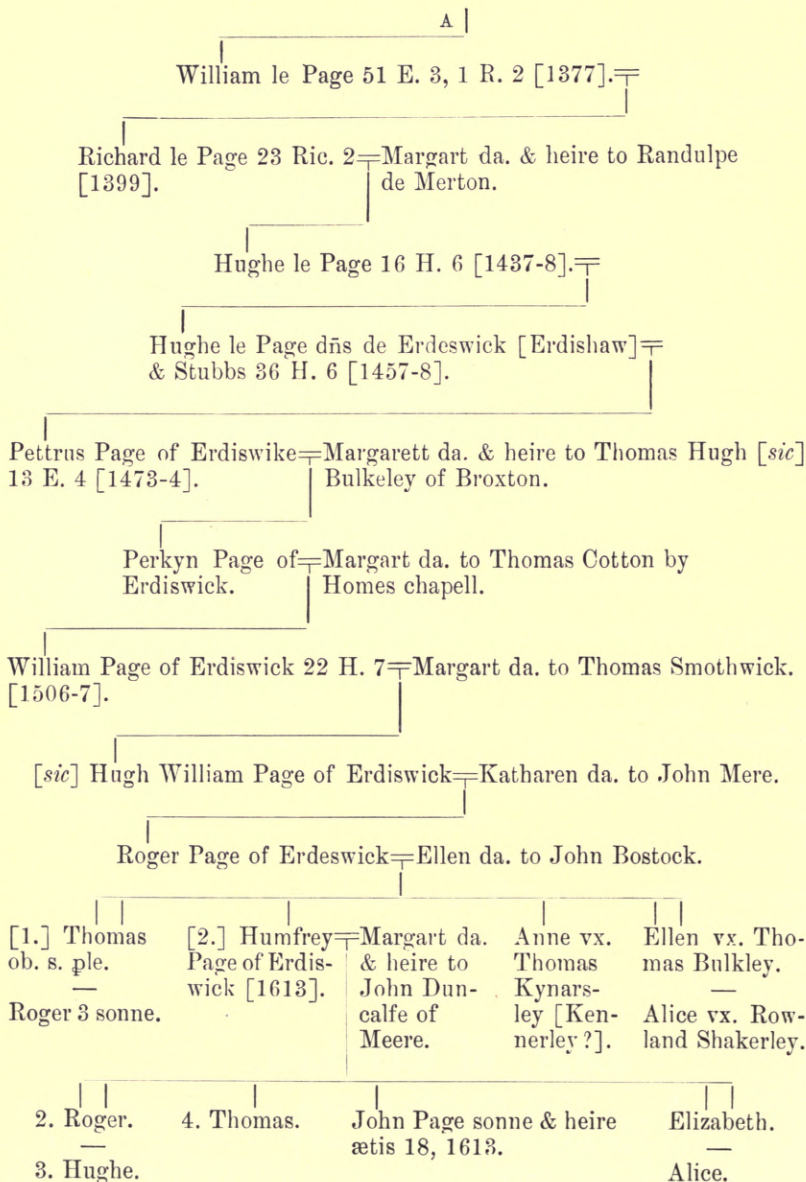 A
William le Page 51 E. 3, 1 R. 2 [1377].
Richard le Page 23 Ric. 2 Margart da. & heire to Randulpe
[1399]. de Merton.
Hughe le Page 16 H. 6 [1437-8].
Hughe le Page dn̄s de Erdeswick [Erdishaw]
& Stubbs 36 H. 6 [1457-8].
Pettrus Page of Erdiswike Margarett da. & heire to Thomas Hugh [sic]
13 E. 4 [1473-4]. Bulkeley of Broxton.
Perkyn Page of Margart da. to Thomas Cotton by
Erdiswick. Homes chapell.
William Page of Erdiswick 22 H. 7 Margart da. to Thomas Smothwick.
[1506-7].
[sic] Hugh William Page of Erdiswick Katharen da. to John Mere.
Roger Page of Erdeswick Ellen da. to John Bostock.
[1.] Thomas
ob. s. ꝑle.
—
Roger 3 sonne.
[2.] Humfrey
Page of Erdis-
wick [1613].
Margart da.
& heire to
John Dun-
calfe of
Meere.
Anne vx.
Thomas
Kynars-
ley [Ken-
nerley ?].
Ellen vx. Tho-
mas Bulkley.
—
Alice vx. Row-
land Shakerley.
2. Roger.
—
3. Hughe.
4. Thomas.
John Page sonne & heire
ætis 18, 1613.
Elizabeth.
—
Alice.